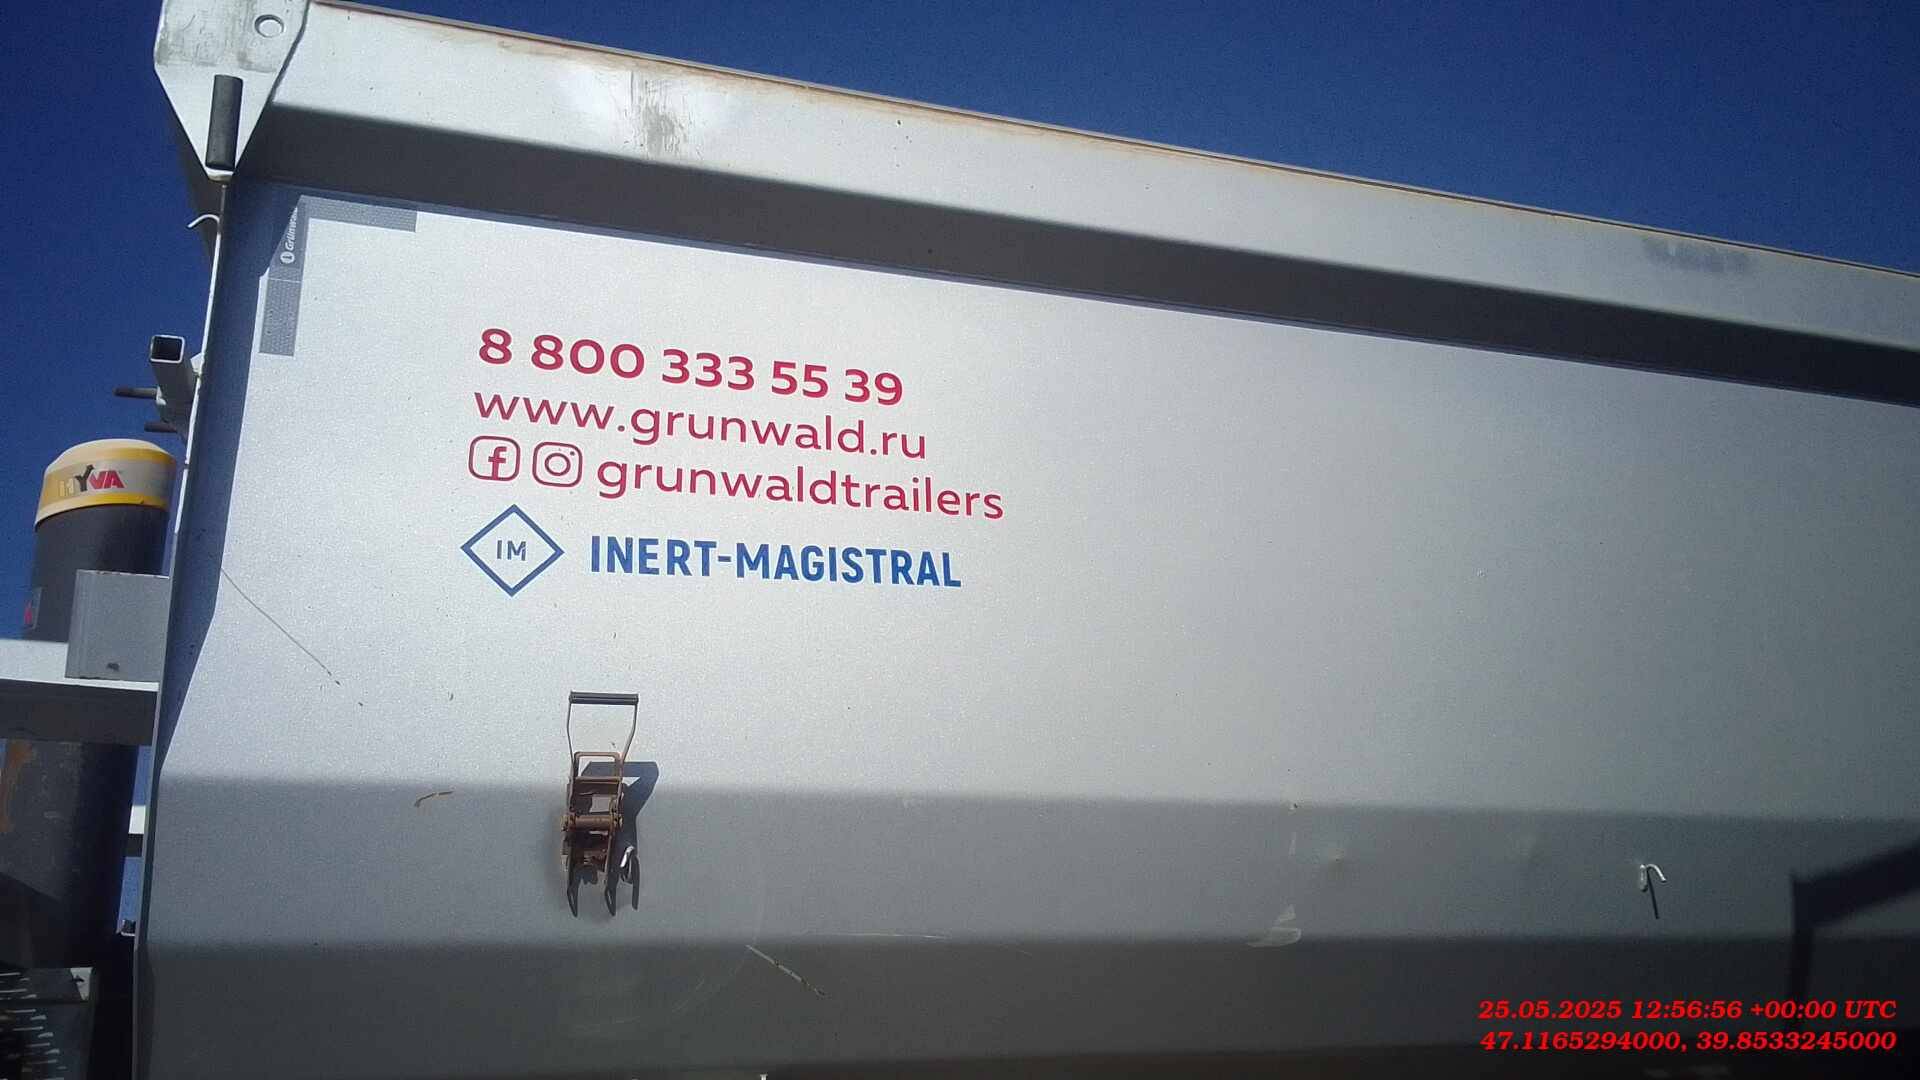 Grunwald
HYVA
8 800 333 55 39
www.grunwald.ru
grunwaldtrailers
IM INERT-MAGISTRAL
25.05.2025 12:56:56 +00:00 UTC
47.1165294000, 39.8533245000